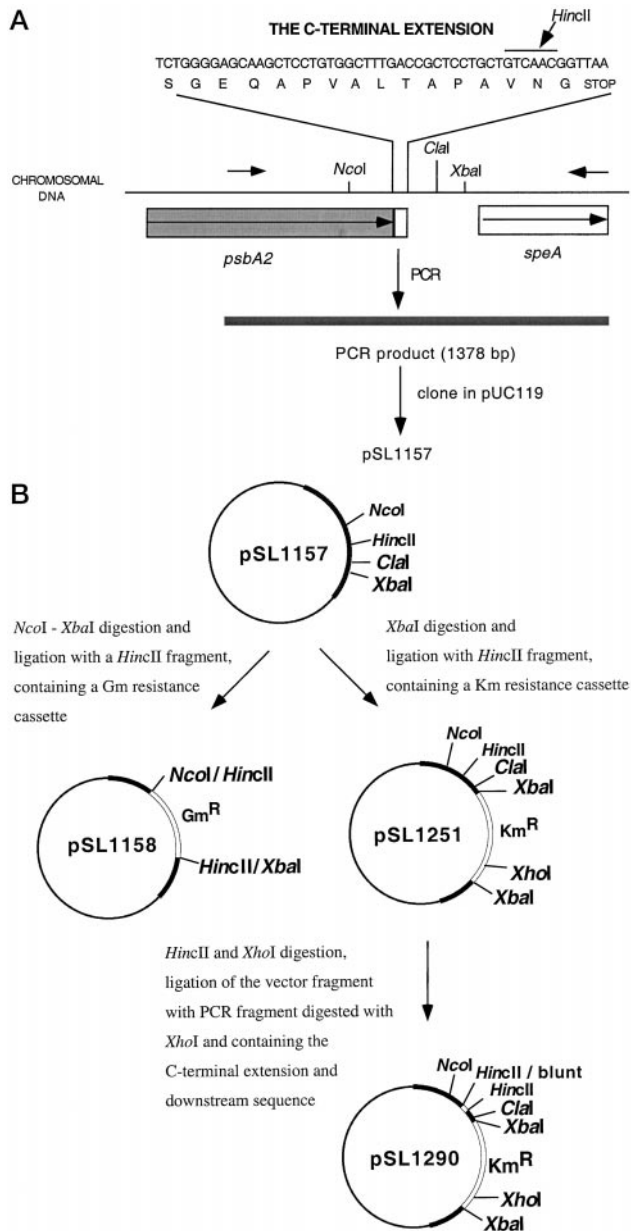 A
THE C-TERMINAL EXTENSION
HincII
TCTGGGGAGCAAGCTCCTGTGGCTTTGACCGCTCCTGCTGTCAACGGTTAA
S G E Q A P V A L T A P A V N G STOP
NcoI
ClaI
XbaI
CHROMOSOMAL
DNA
psbA2
speA
PCR
PCR product (1378 bp)
clone in pUC119
pSL1157
B
pSL1157
NcoI
HincII
ClaI
XbaI
NcoI - XbaI digestion and
ligation with a HincII fragment,
containing a Gm resistance
cassette
XbaI digestion and
ligation with HincII fragment,
containing a Km resistance cassette
pSL1158
NcoI / HincII
GmR
HincII/XbaI
pSL1251
NcoI
HincII
ClaI
XbaI
KmR
XhoI
XbaI
HincII and XhoI digestion,
ligation of the vector fragment
with PCR fragment digested with
XhoI and containing the
C-terminal extension and
downstream sequence
pSL1290
NcoI
HincII / blunt
HincII
ClaI
XbaI
KmR
XhoI
XbaI